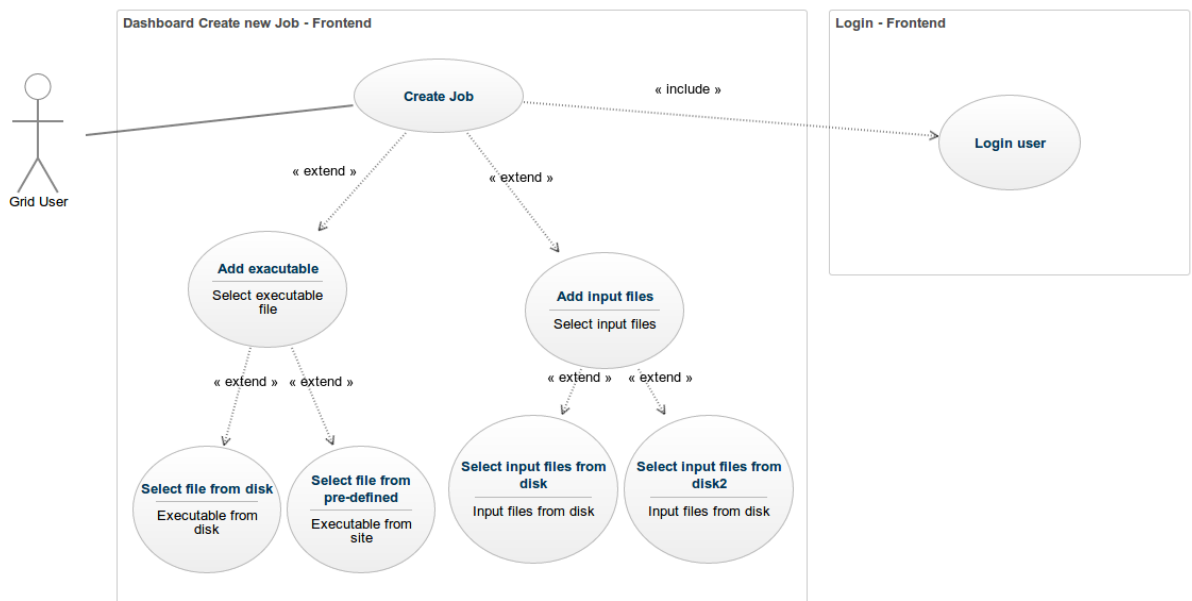 Dashboard Create new Job - Frontend
Login - Frontend
Create Job
« include »
Login user
Grid User
« extend »
« extend »
Add exacutable
Select executable
file
Add input files
Select input files
« extend »
« extend »
« extend »
« extend »
Select file from disk
Executable from
disk
Select file from
pre-defined
Executable from
site
Select input files from
disk
Input files from disk
Select input files from
disk2
Input files from disk